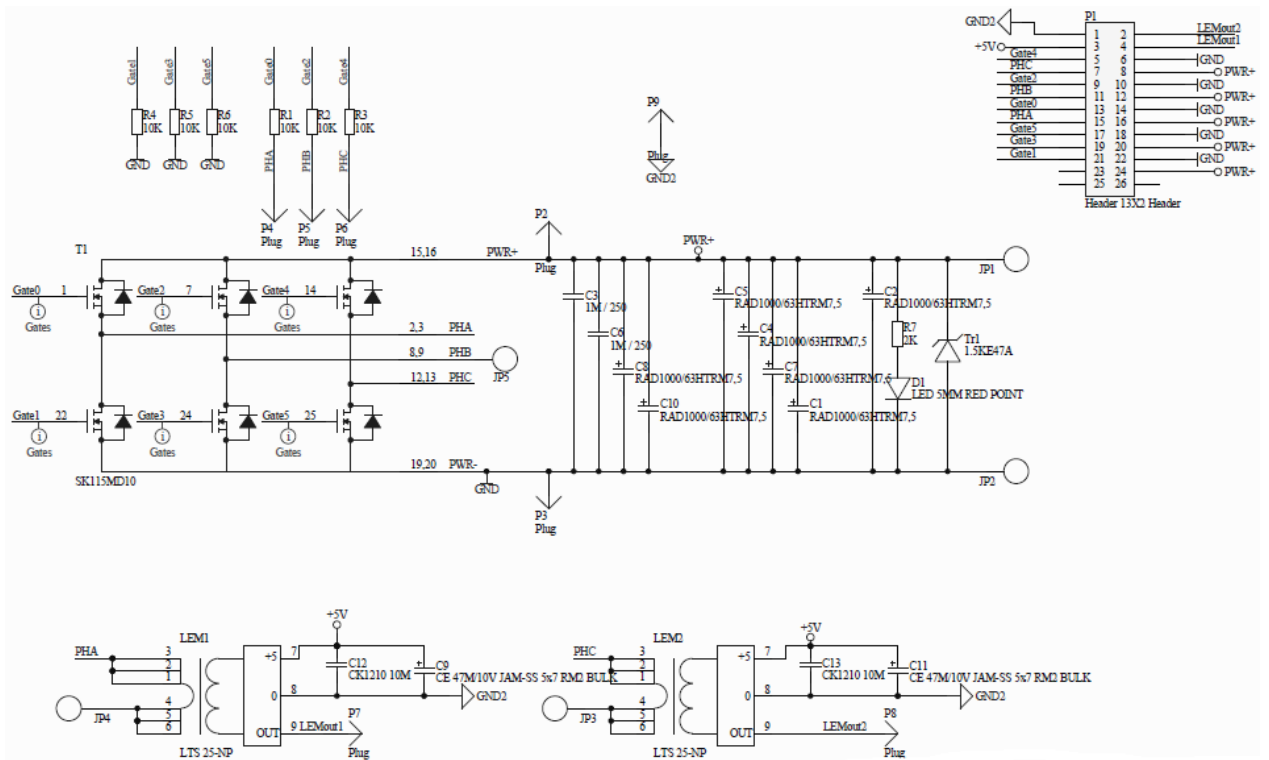 P1
GND2
LEMout2
LEMout1
+5V
1 2
3 4
Gate4 5 6 GND
PHC 7 8 PWR+
Gate2 9 10 GND
PHB 11 12 PWR+
Gate0 13 14 GND
PHA 15 16 PWR+
Gate5 17 18 GND
Gate3 19 20 PWR+
Gate1 21 22 GND
23 24 PWR+
25 26
Header 13X2 Header
Gate1
Gate3
Gate5
Gate0
Gate2
Gate4
R4
10K
R5
10K
R6
10K
R1
10K
R2
10K
R3
10K
GND
GND
GND
PHA
PHB
PHC
P4
Plug
P5
Plug
P6
Plug
P9
Plug
GND2
T1
15,16 PWR+
P2
Plug
PWR+
JP1
Gate0 1
Gates
Gate2 7
Gates
Gate4 14
Gates
2,3 PHA
8,9 PHB
JP5
12,13 PHC
Gate1 22
Gates
Gate3 24
Gates
Gate5 25
Gates
19,20 PWR-
SK115MD10
GND
P3
Plug
JP2
C3
1M / 250
C6
1M / 250
C8
RAD1000/63HTRM7,5
C10
RAD1000/63HTRM7,5
C5
RAD1000/63HTRM7,5
C4
RAD1000/63HTRM7,5
C7
RAD1000/63HTRM7,5
C1
RAD1000/63HTRM7,5
C2
RAD1000/63HTRM7,5
R7
2K
D1
LED 5MM RED POINT
Tr1
1.5KE47A
LEM1
PHA
3
2
1
4
5
6
JP4
LTS 25-NP
+5 7
0 8
OUT 9 LEMout1
+5V
C12
CK1210 10M
C9
CE 47M/10V JAM-SS 5x7 RM2 BULK
GND2
P7
Plug
LEM2
PHC
3
2
1
4
5
6
JP3
LTS 25-NP
+5 7
0 8
OUT 9 LEMout2
+5V
C13
CK1210 10M
C11
CE 47M/10V JAM-SS 5x7 RM2 BULK
GND2
P8
Plug